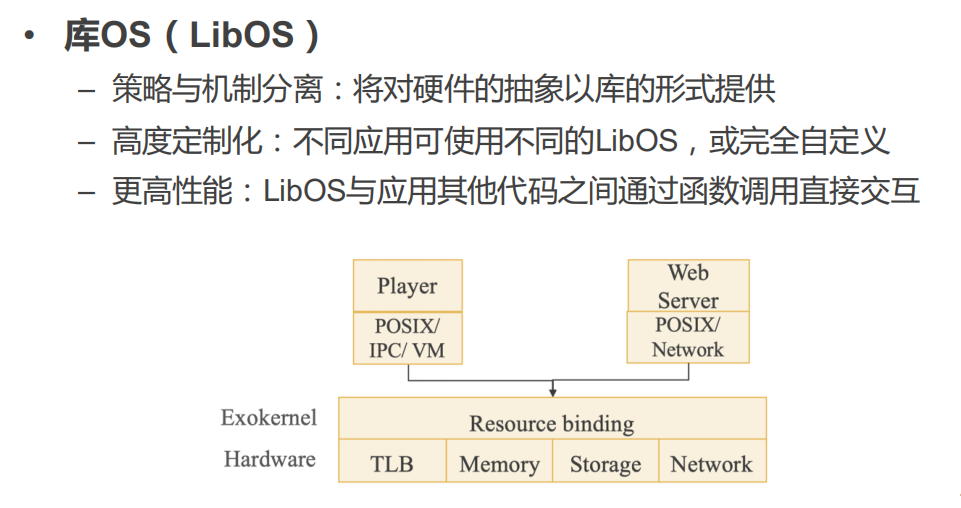 • 库OS（LibOS）
– 策略与机制分离：将对硬件的抽象以库的形式提供
– 高度定制化：不同应用可使用不同的LibOS，或完全自定义
– 更高性能：LibOS与应用其他代码之间通过函数调用直接交互
Player
POSIX/
IPC/ VM
Web
Server
POSIX/
Network
Exokernel
Resource binding
Hardware
TLB
Memory
Storage
Network